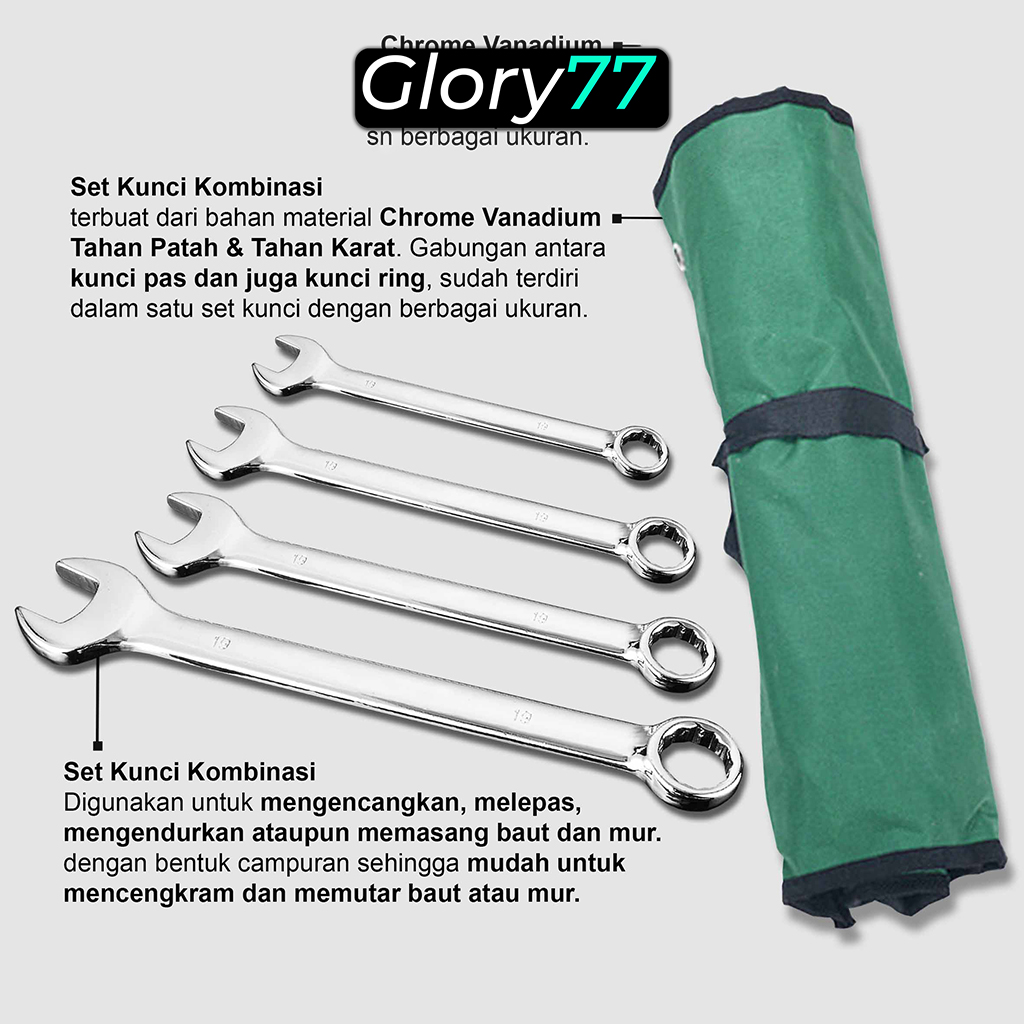 Chrome Vanadium
Glory77
sn berbagai ukuran.
Set Kunci Kombinasi
terbuat dari bahan material Chrome Vanadium
Tahan Patah & Tahan Karat. Gabungan antara
kunci pas dan juga kunci ring, sudah terdiri
dalam satu set kunci dengan berbagai ukuran.
19
19
19
19
19
19
19
19
Set Kunci Kombinasi
Digunakan untuk mengencangkan, melepas,
mengendurkan ataupun memasang baut dan mur.
dengan bentuk campuran sehingga mudah untuk
mencengkram dan memutar baut atau mur.